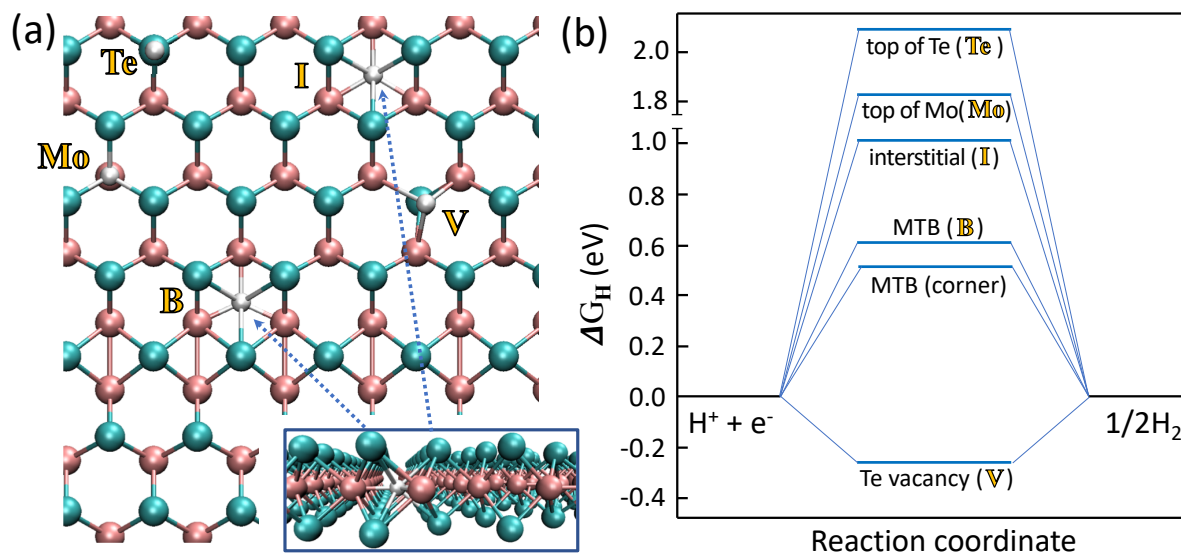 (a)
Te
I
Mo
V
B
(b)
2.0
1.8
1.0
0.8
0.6
0.4
0.2
0.0
-0.2
-0.4
ΔG_H (eV)
top of Te (Te)
top of Mo(Mo)
interstitial (I)
MTB (B)
MTB (corner)
H⁺ + e⁻
1/2H₂
Te vacancy (V)
Reaction coordinate